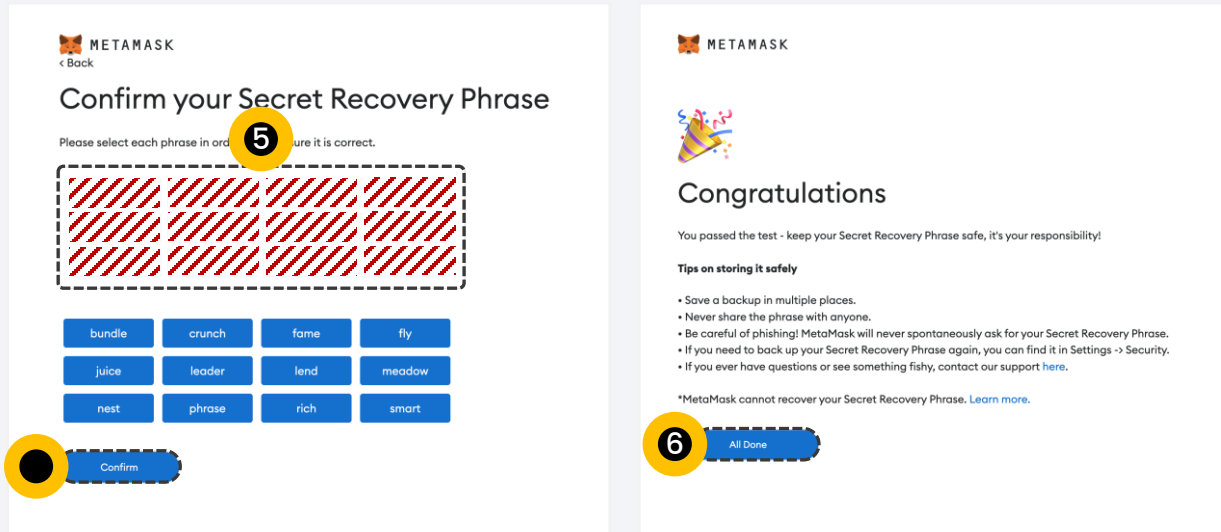 METAMASK
< Back
Confirm your Secret Recovery Phrase
Please select each phrase in ord
5
ure it is correct.
bundle crunch fame fly
juice leader lend meadow
nest phrase rich smart
Confirm
METAMASK
Congratulations
You passed the test - keep your Secret Recovery Phrase safe, it's your responsibility!
Tips on storing it safely
• Save a backup in multiple places.
• Never share the phrase with anyone.
• Be careful of phishing! MetaMask will never spontaneously ask for your Secret Recovery Phrase.
• If you need to back up your Secret Recovery Phrase again, you can find it in Settings -> Security.
• If you ever have questions or see something fishy, contact our support here.
*MetaMask cannot recover your Secret Recovery Phrase. Learn more.
6
All Done